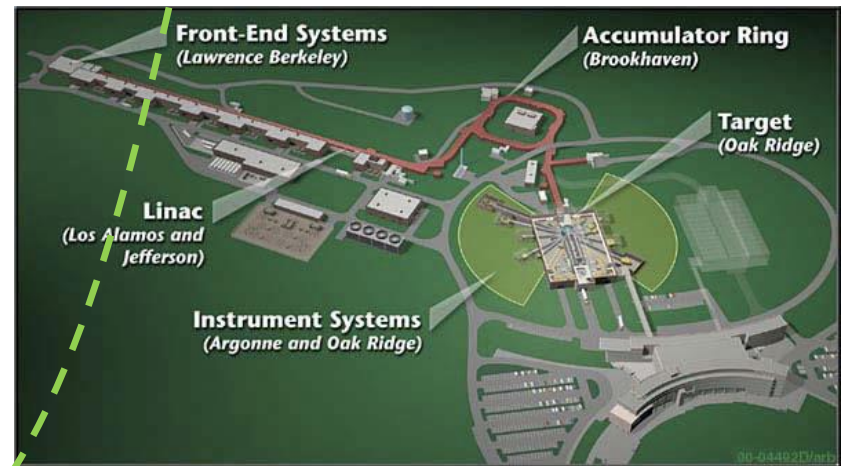 Front-End Systems
(Lawrence Berkeley)
Accumulator Ring
(Brookhaven)
Target
(Oak Ridge)
Linac
(Los Alamos and
Jefferson)
Instrument Systems
(Argonne and Oak Ridge)
00-04492D/arb